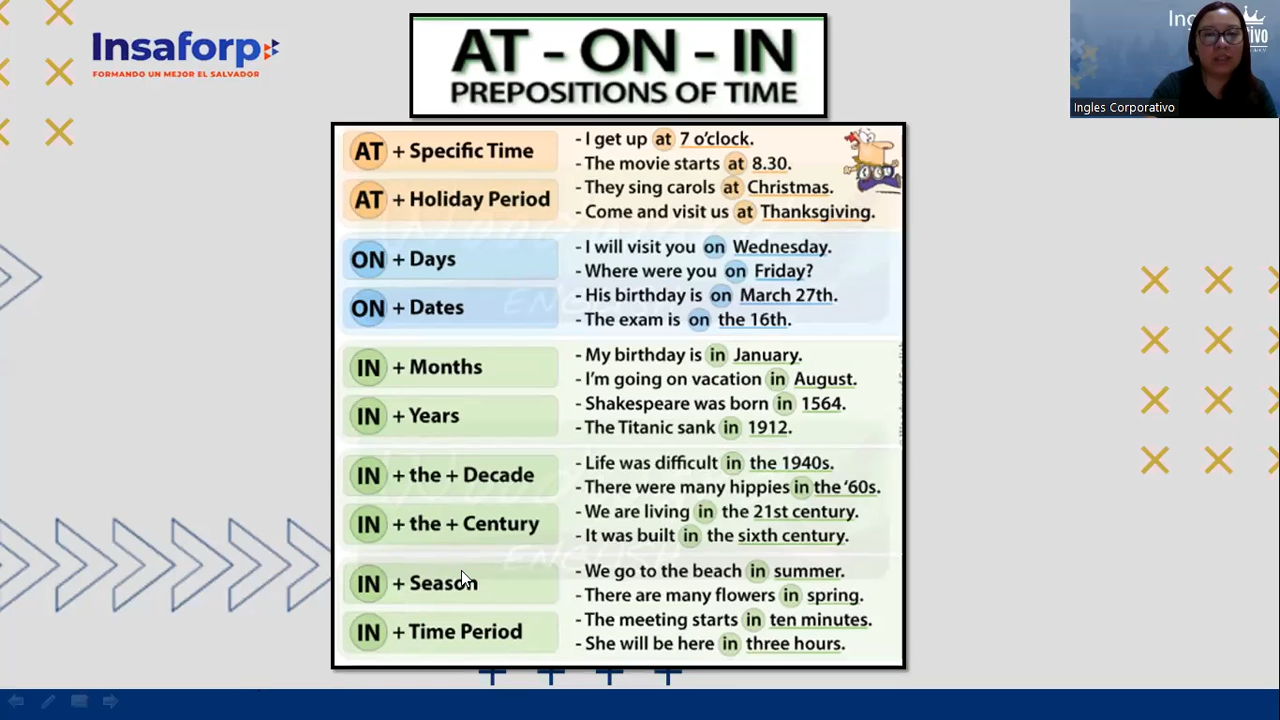 Insaforp
FORMANDO UN MEJOR EL SALVADOR
AT - ON - IN
PREPOSITIONS OF TIME
Ingles Corporativo
AT + Specific Time
- I get up at 7 o'clock.
- The movie starts at 8.30.
AT + Holiday Period
- They sing carols at Christmas.
- Come and visit us at Thanksgiving.
ON + Days
- I will visit you on Wednesday.
- Where were you on Friday?
ON + Dates
- His birthday is on March 27th.
- The exam is on the 16th.
IN + Months
- My birthday is in January.
- I'm going on vacation in August.
IN + Years
- Shakespeare was born in 1564.
- The Titanic sank in 1912.
IN + the + Decade
- Life was difficult in the 1940s.
- There were many hippies in the '60s.
IN + the + Century
- We are living in the 21st century.
- It was built in the sixth century.
IN + Season
- We go to the beach in summer.
- There are many flowers in spring.
IN + Time Period
- The meeting starts in ten minutes.
- She will be here in three hours.